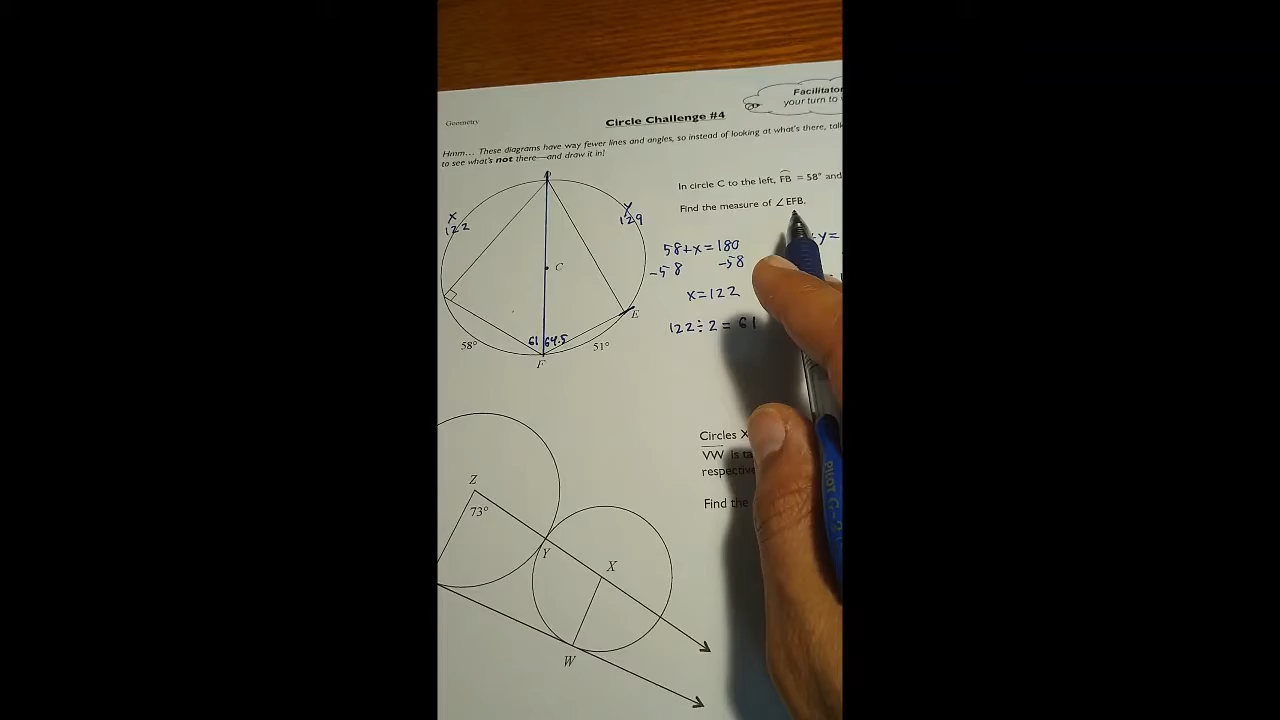 Facilitator
your turn to
Geometry
Circle Challenge #4
Hmm... These diagrams have way fewer lines and angles, so instead of looking at what's there, talk
to see what's not there—and draw it in!
In circle C to the left, FB = 58° and
Find the measure of ∠EFB.
x
122
y
129
C
E
F
58°
51°
61
64.5
58+x=180
-58 -58
x=122
122÷2=61
+y=
Circles X
VW is ta
respective
Find the
Z
73°
Y
X
W
PILOT G-2